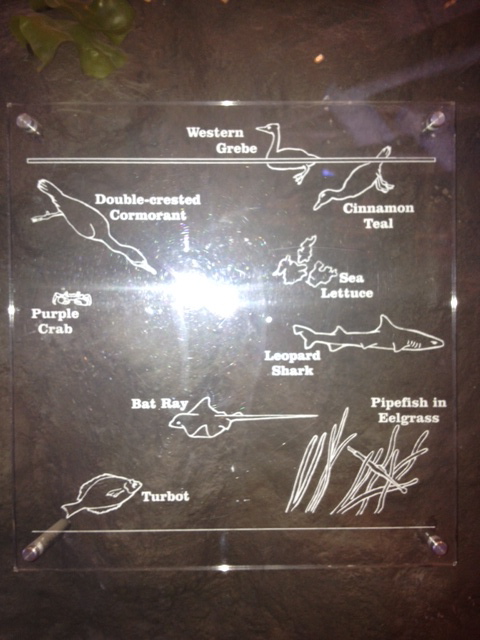 Western
Grebe
Double-crested
Cormorant
Cinnamon
Teal
Sea
Lettuce
Purple
Crab
Leopard
Shark
Bat Ray
Pipefish in
Eelgrass
Turbot